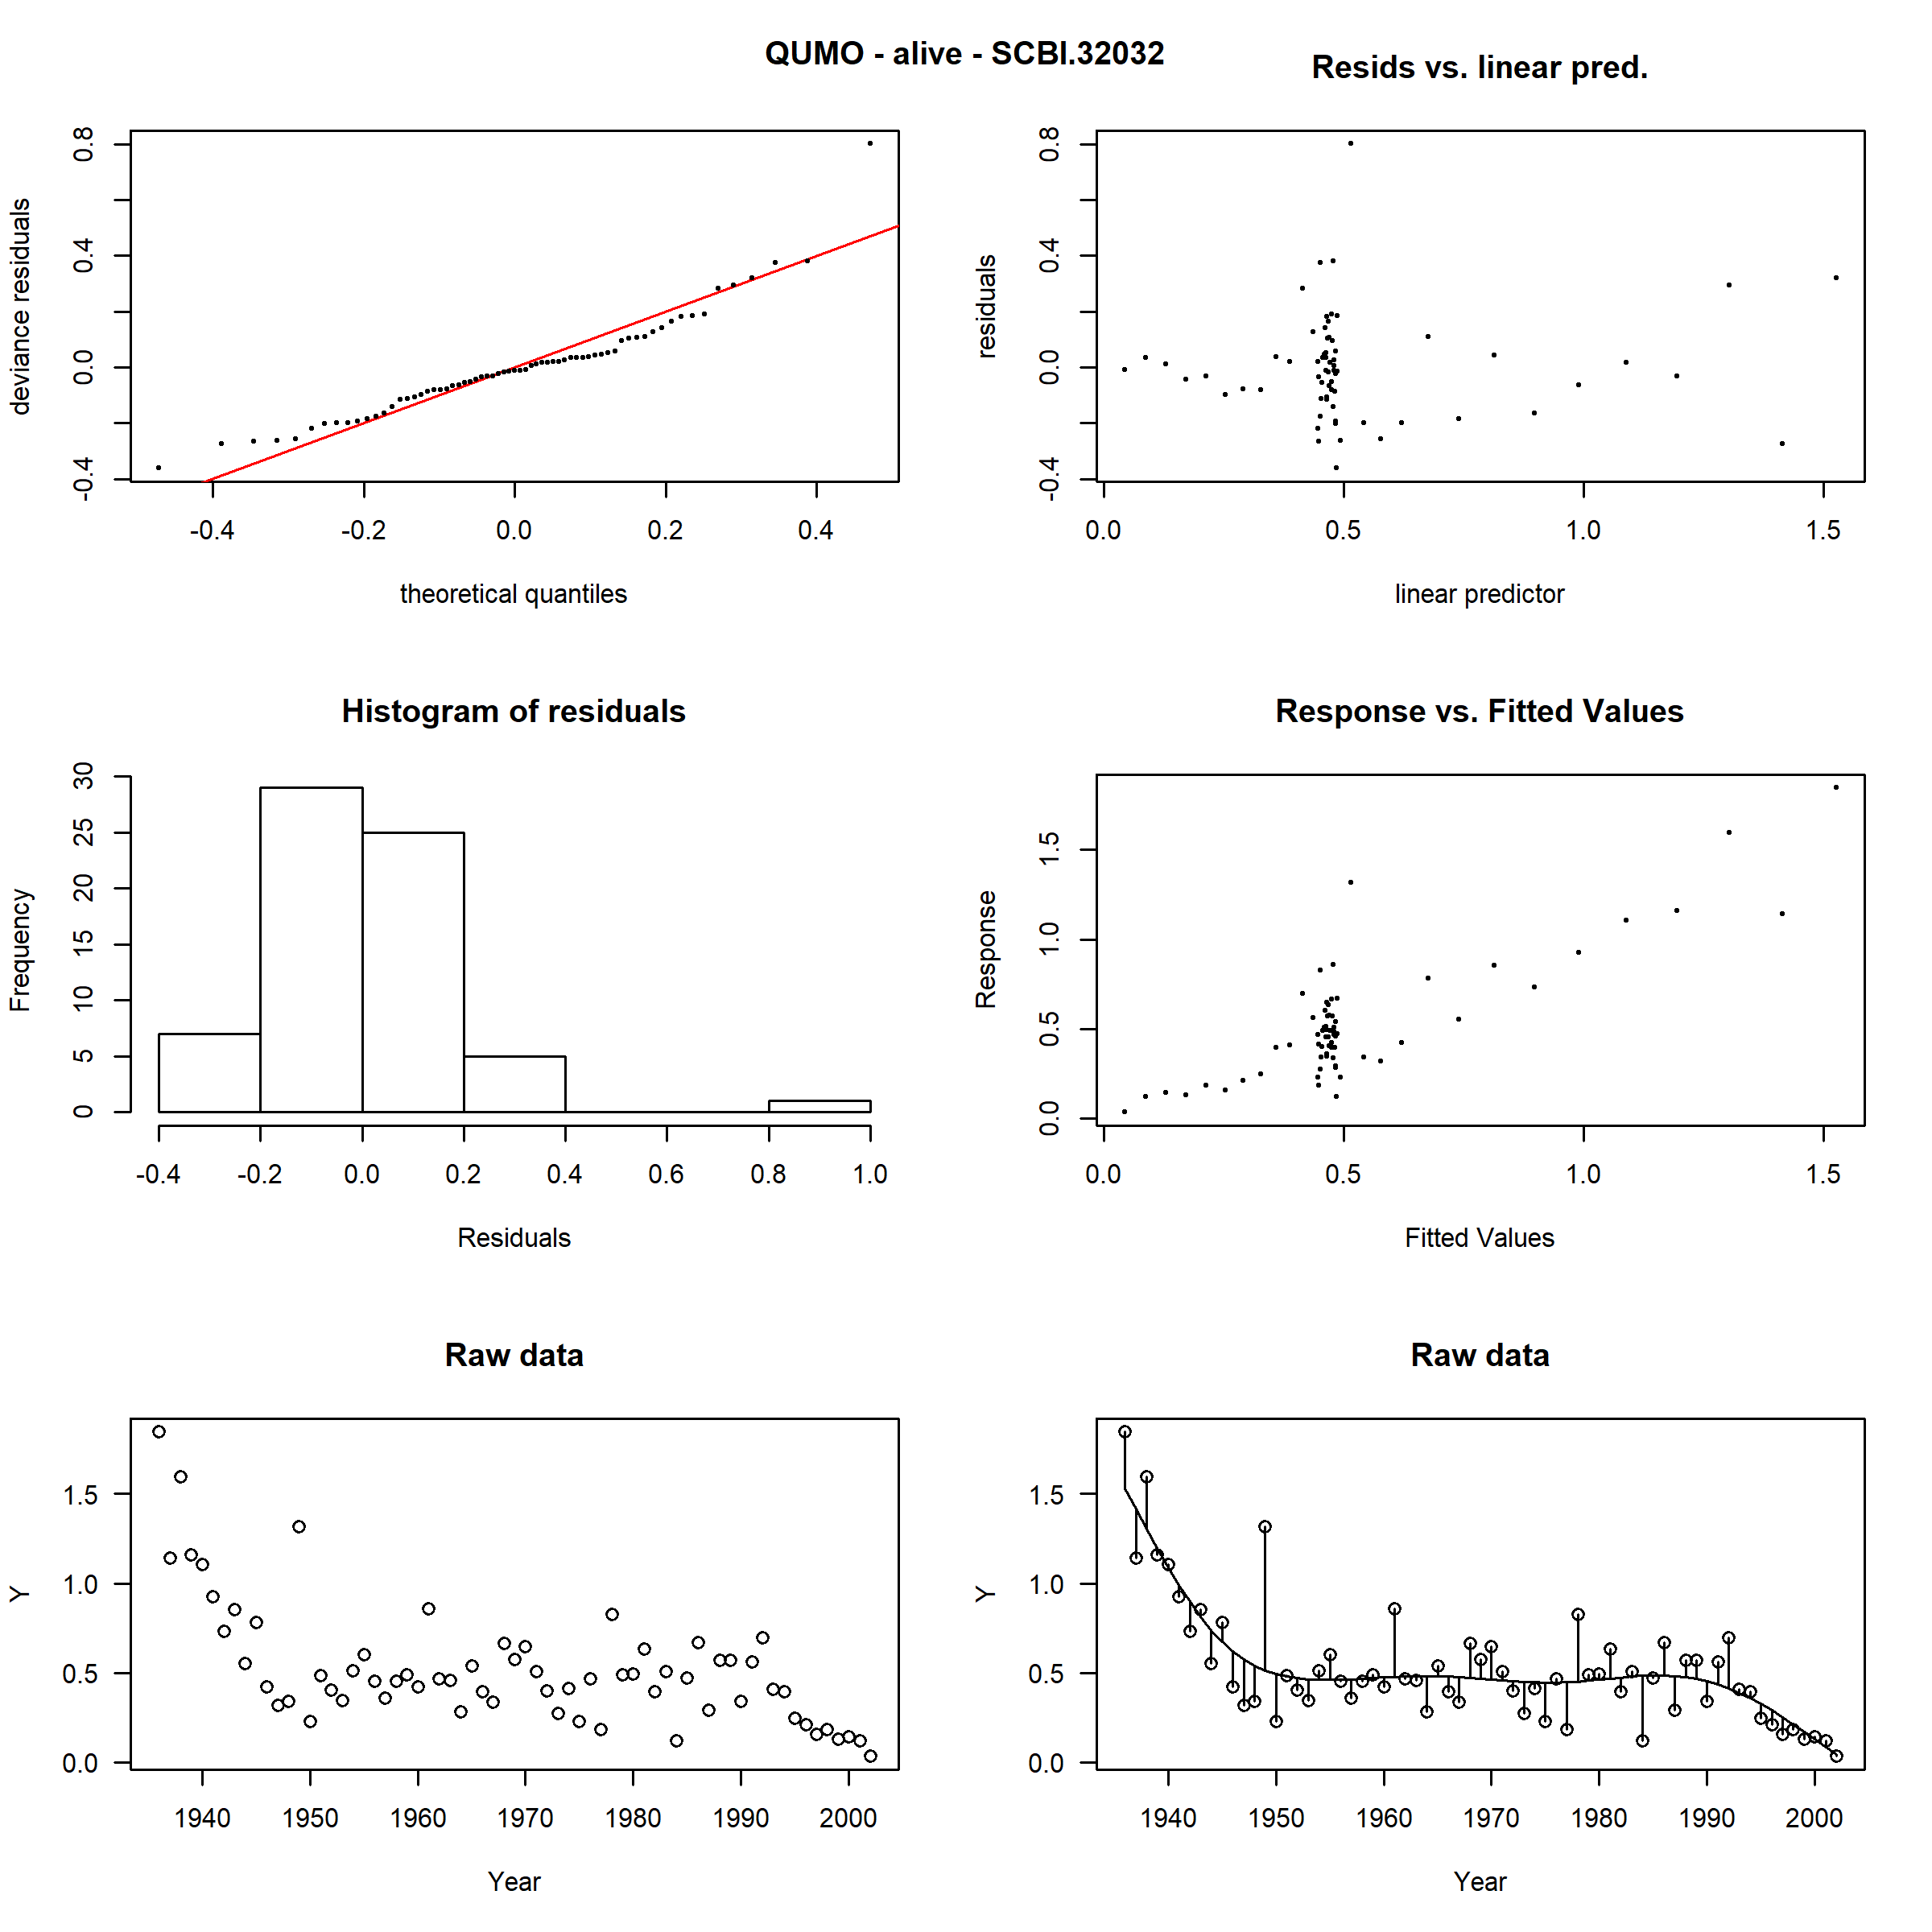 QUMO - alive - SCBI.32032
Resids vs. linear pred.
deviance residuals
-0.4 0.0 0.4 0.8
-0.4 -0.2 0.0 0.2 0.4
theoretical quantiles
residuals
-0.4 0.0 0.4 0.8
0.0 0.5 1.0 1.5
linear predictor
Histogram of residuals
Frequency
0 5 10 15 20 25 30
-0.4 -0.2 0.0 0.2 0.4 0.6 0.8 1.0
Residuals
Response vs. Fitted Values
Response
0.0 0.5 1.0 1.5
0.0 0.5 1.0 1.5
Fitted Values
Raw data
Y
0.0 0.5 1.0 1.5
1940 1950 1960 1970 1980 1990 2000
Year
Raw data
Y
0.0 0.5 1.0 1.5
1940 1950 1960 1970 1980 1990 2000
Year